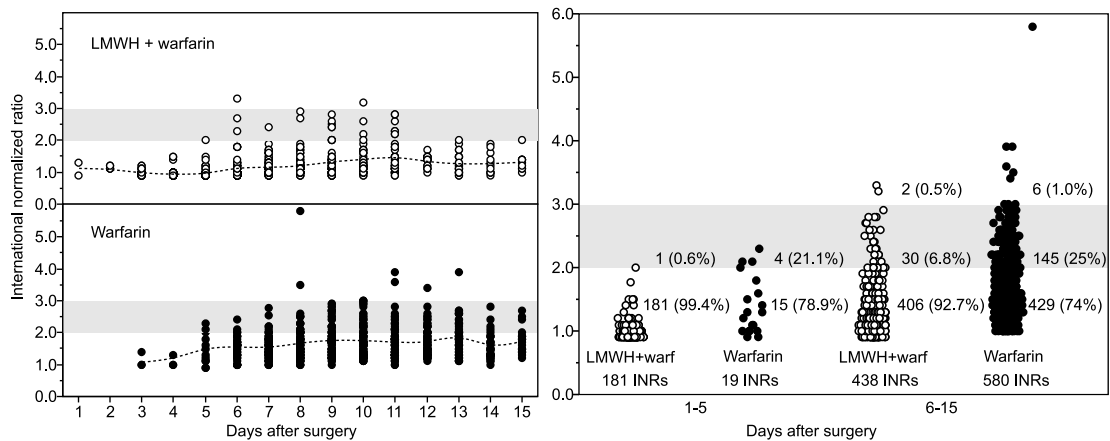 5.0
LMWH + warfarin
4.0
3.0
2.0
1.0
0.0
International normalized ratio
Warfarin
5.0
4.0
3.0
2.0
1.0
0.0
1 2 3 4 5 6 7 8 9 10 11 12 13 14 15
Days after surgery
6.0
5.0
4.0
3.0
2.0
1.0
0.0
2 (0.5%) 6 (1.0%)
1 (0.6%) 4 (21.1%) 30 (6.8%) 145 (25%)
181 (99.4%) 15 (78.9%) 406 (92.7%) 429 (74%)
LMWH+warf Warfarin LMWH+warf Warfarin
181 INRs 19 INRs 438 INRs 580 INRs
1-5 6-15
Days after surgery